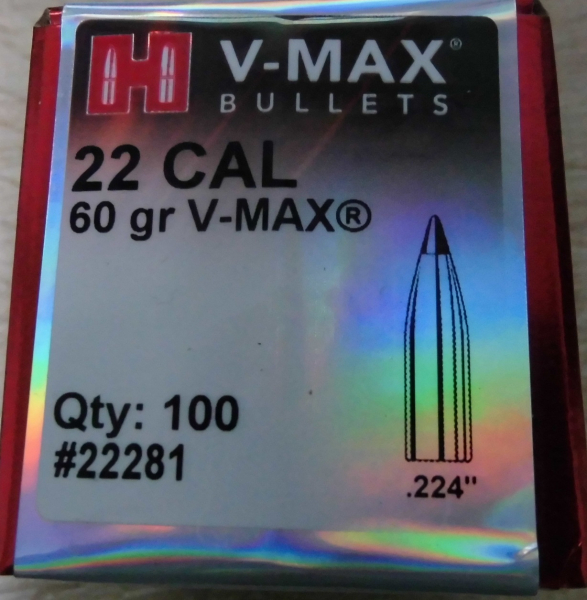 H V-MAX®
BULLETS
22 CAL
60 gr V-MAX®
Qty: 100
#22281
.224"